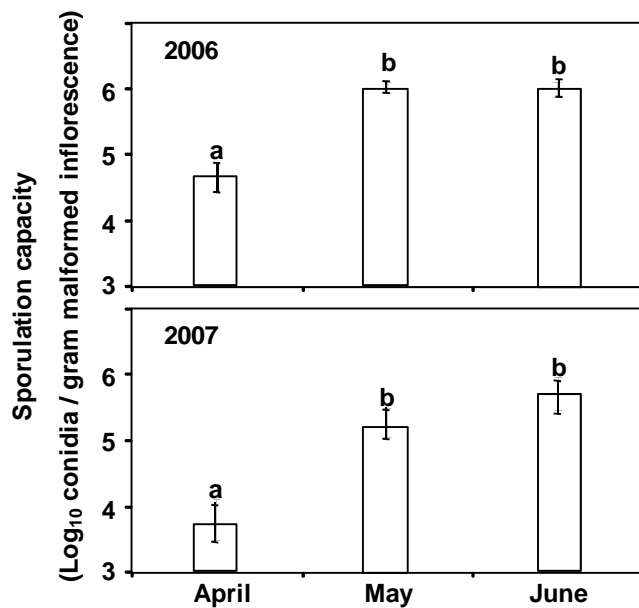 Sporulation capacity
(Log₁₀ conidia / gram malformed inflorescence)
2006
6
5
4
3
a
b
b
2007
6
5
4
3
a
b
b
April May June